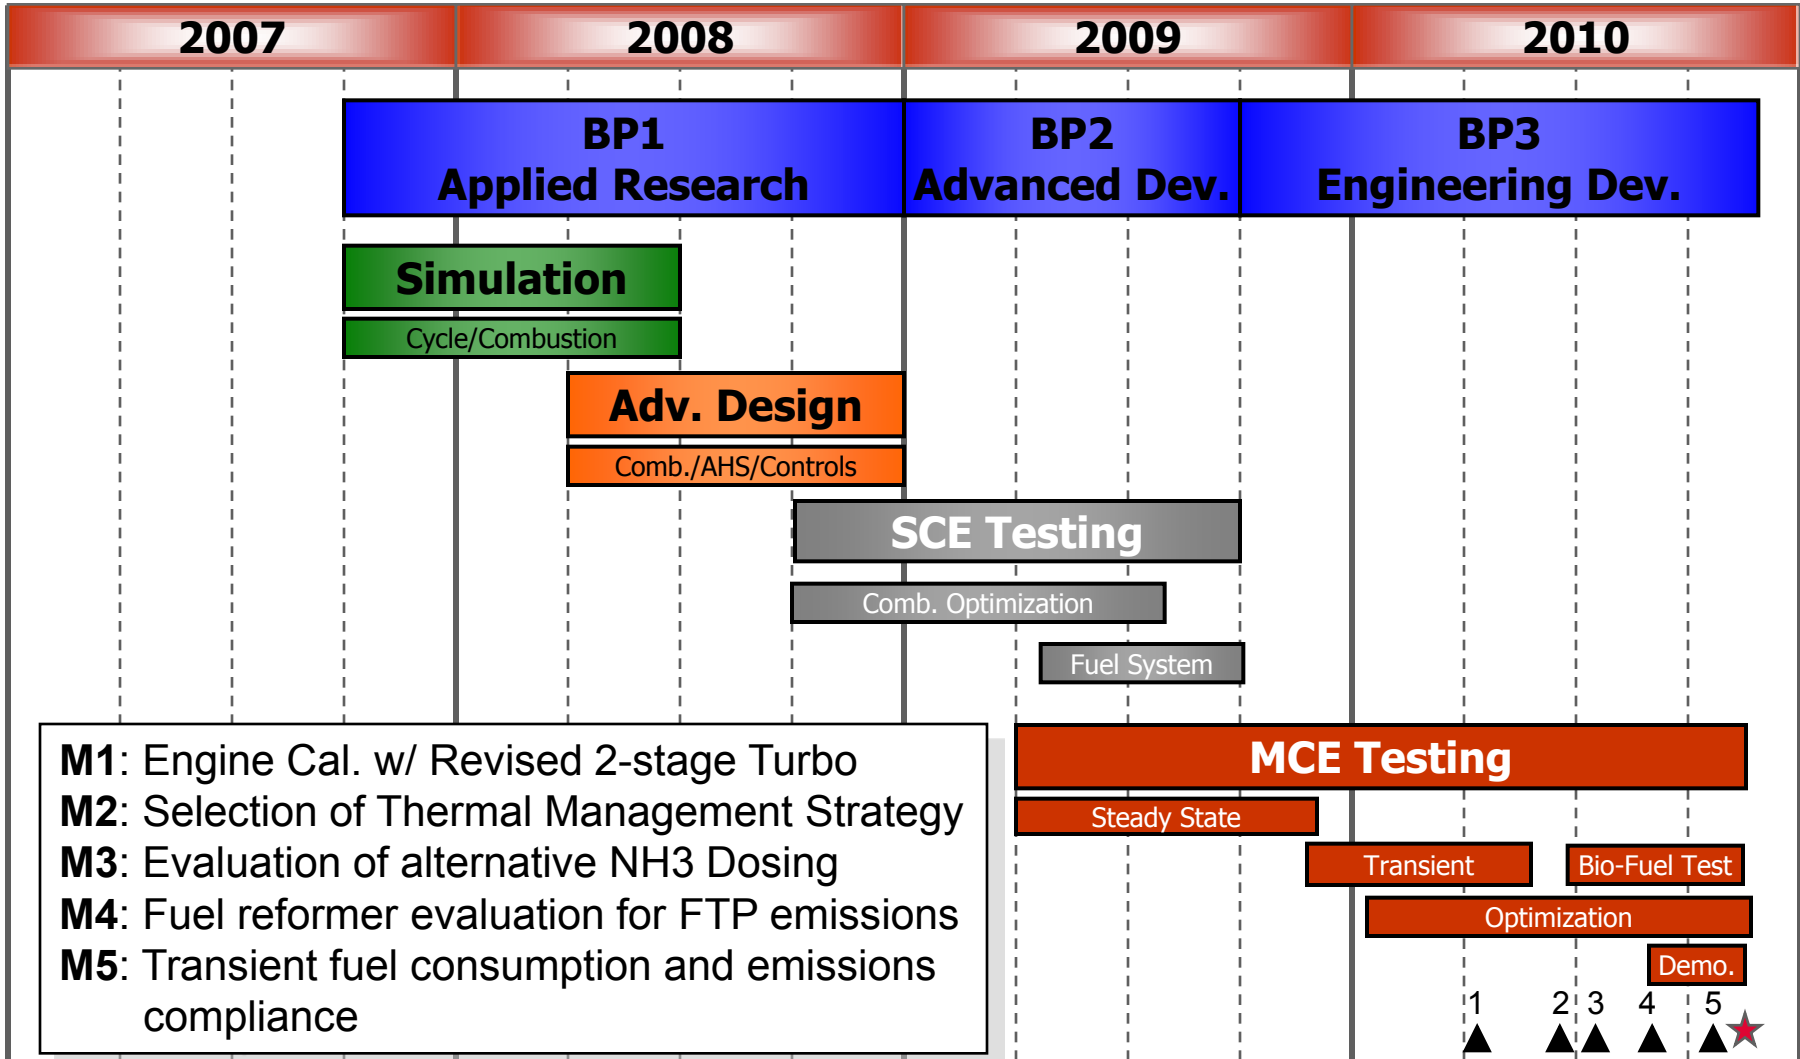 2007 2008 2009 2010
BP1 BP2 BP3
Applied Research Advanced Dev. Engineering Dev.
Simulation
Cycle/Combustion
Adv. Design
Comb./AHS/Controls
SCE Testing
Comb. Optimization
Fuel System
MCE Testing
Steady State
Transient Bio-Fuel Test
Optimization
Demo.
1 2 3 4 5
M1: Engine Cal. w/ Revised 2-stage Turbo
M2: Selection of Thermal Management Strategy
M3: Evaluation of alternative NH3 Dosing
M4: Fuel reformer evaluation for FTP emissions
M5: Transient fuel consumption and emissions
compliance